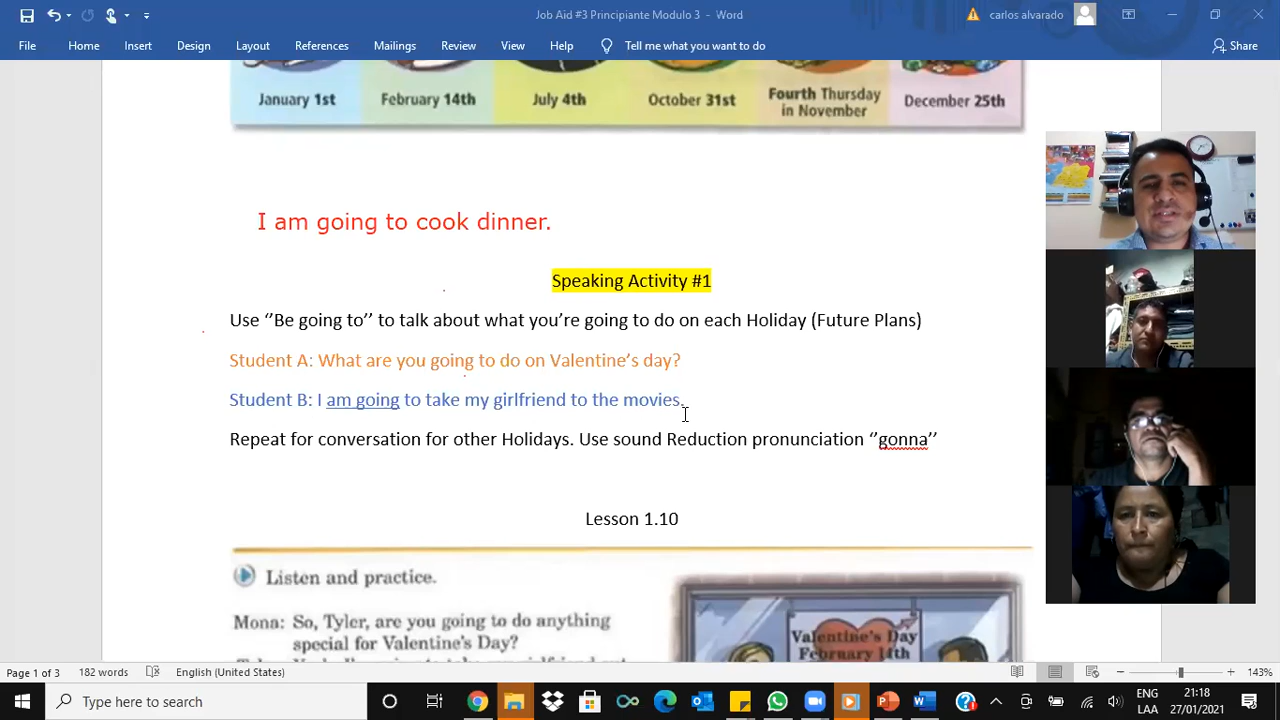 Job Aid #3 Principiante Modulo 3 - Word
carlos alvarado
File Home Insert Design Layout References Mailings Review View Help Tell me what you want to do Share
January 1st February 14th July 4th October 31st Fourth Thursday in November December 25th
I am going to cook dinner.
Speaking Activity #1
Use ‘’Be going to’’ to talk about what you’re going to do on each Holiday (Future Plans)
Student A: What are you going to do on Valentine’s day?
Student B: I am going to take my girlfriend to the movies.
Repeat for conversation for other Holidays. Use sound Reduction pronunciation ‘’gonna’’
Lesson 1.10
Listen and practice.
Mona: So, Tyler, are you going to do anything
special for Valentine's Day?
Valentine's Day
February 14th
Page 1 of 3 182 words English (United States) 143%
Type here to search
ENG 21:18
LAA 27/01/2021